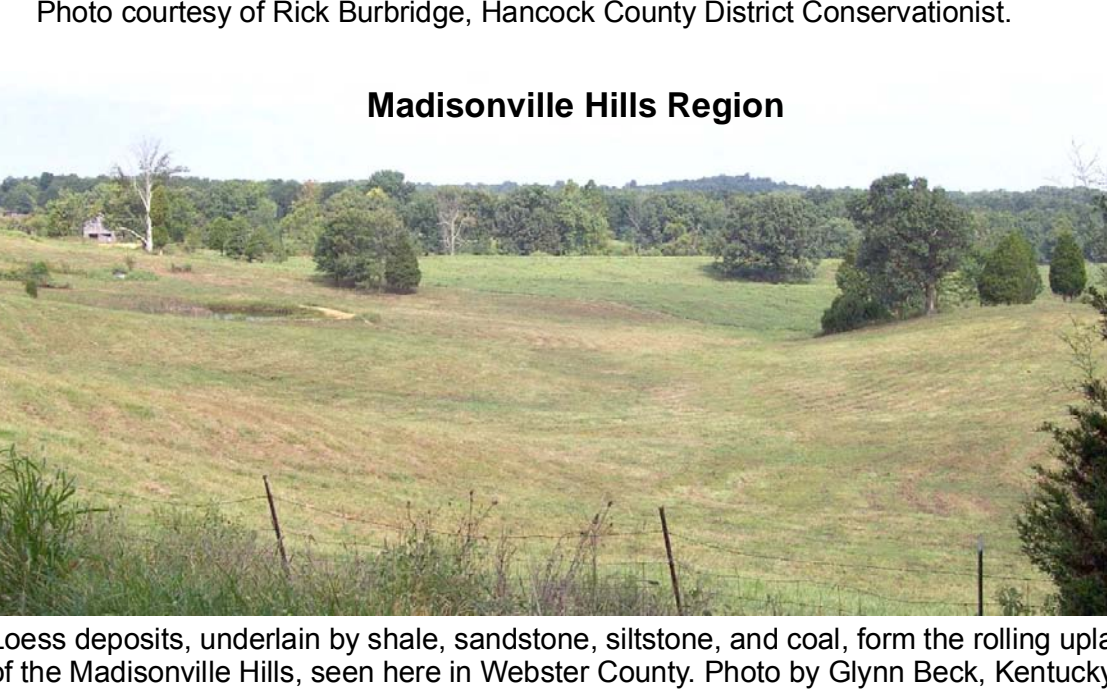 Photo courtesy of Rick Burbridge, Hancock County District Conservationist.
Madisonville Hills Region
Loess deposits, underlain by shale, sandstone, siltstone, and coal, form the rolling upla
of the Madisonville Hills, seen here in Webster County. Photo by Glynn Beck, Kentucky